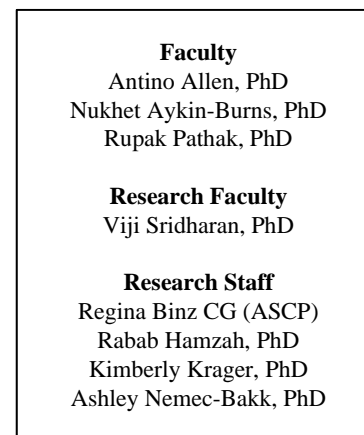 Faculty
Antino Allen, PhD
Nukhet Aykin-Burns, PhD
Rupak Pathak, PhD
Research Faculty
Viji Sridharan, PhD
Research Staff
Regina Binz CG (ASCP)
Rabab Hamzah, PhD
Kimberly Krager, PhD
Ashley Nemec-Bakk, PhD